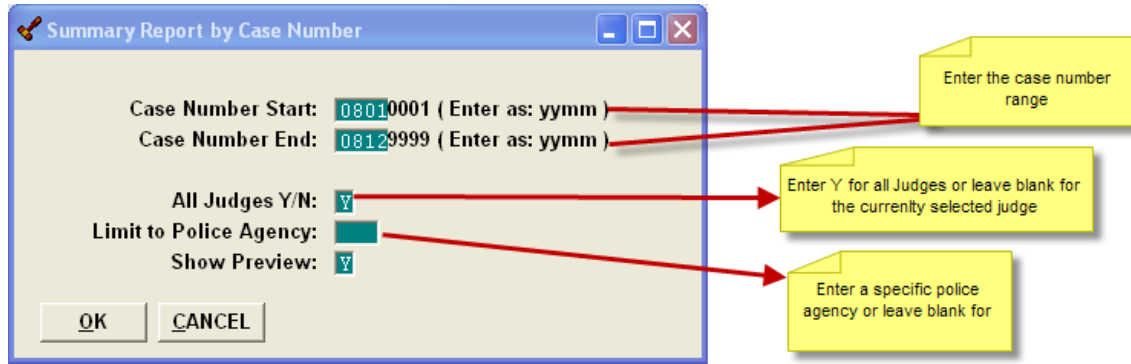 Summary Report by Case Number
Case Number Start: 08010001 ( Enter as: yymm )
Case Number End: 08129999 ( Enter as: yymm )
All Judges Y/N: Y
Limit to Police Agency:
Show Preview: Y
OK CANCEL
Enter the case number
range
Enter Y for all Judges or leave blank for
the currenlty selected judge
Enter a specific police
agency or leave blank for